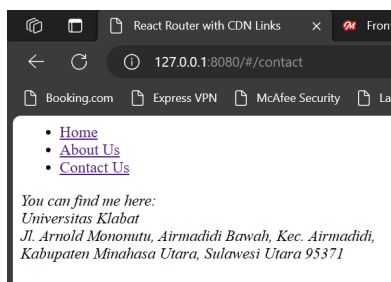 React Router with CDN Links
Fron
127.0.0.1:8080/#/contact
Booking.com
Express VPN
McAfee Security
La
Home
About Us
Contact Us
You can find me here:
Universitas Klabat
Jl. Arnold Mononutu, Airmadidi Bawah, Kec. Airmadidi,
Kabupaten Minahasa Utara, Sulawesi Utara 95371